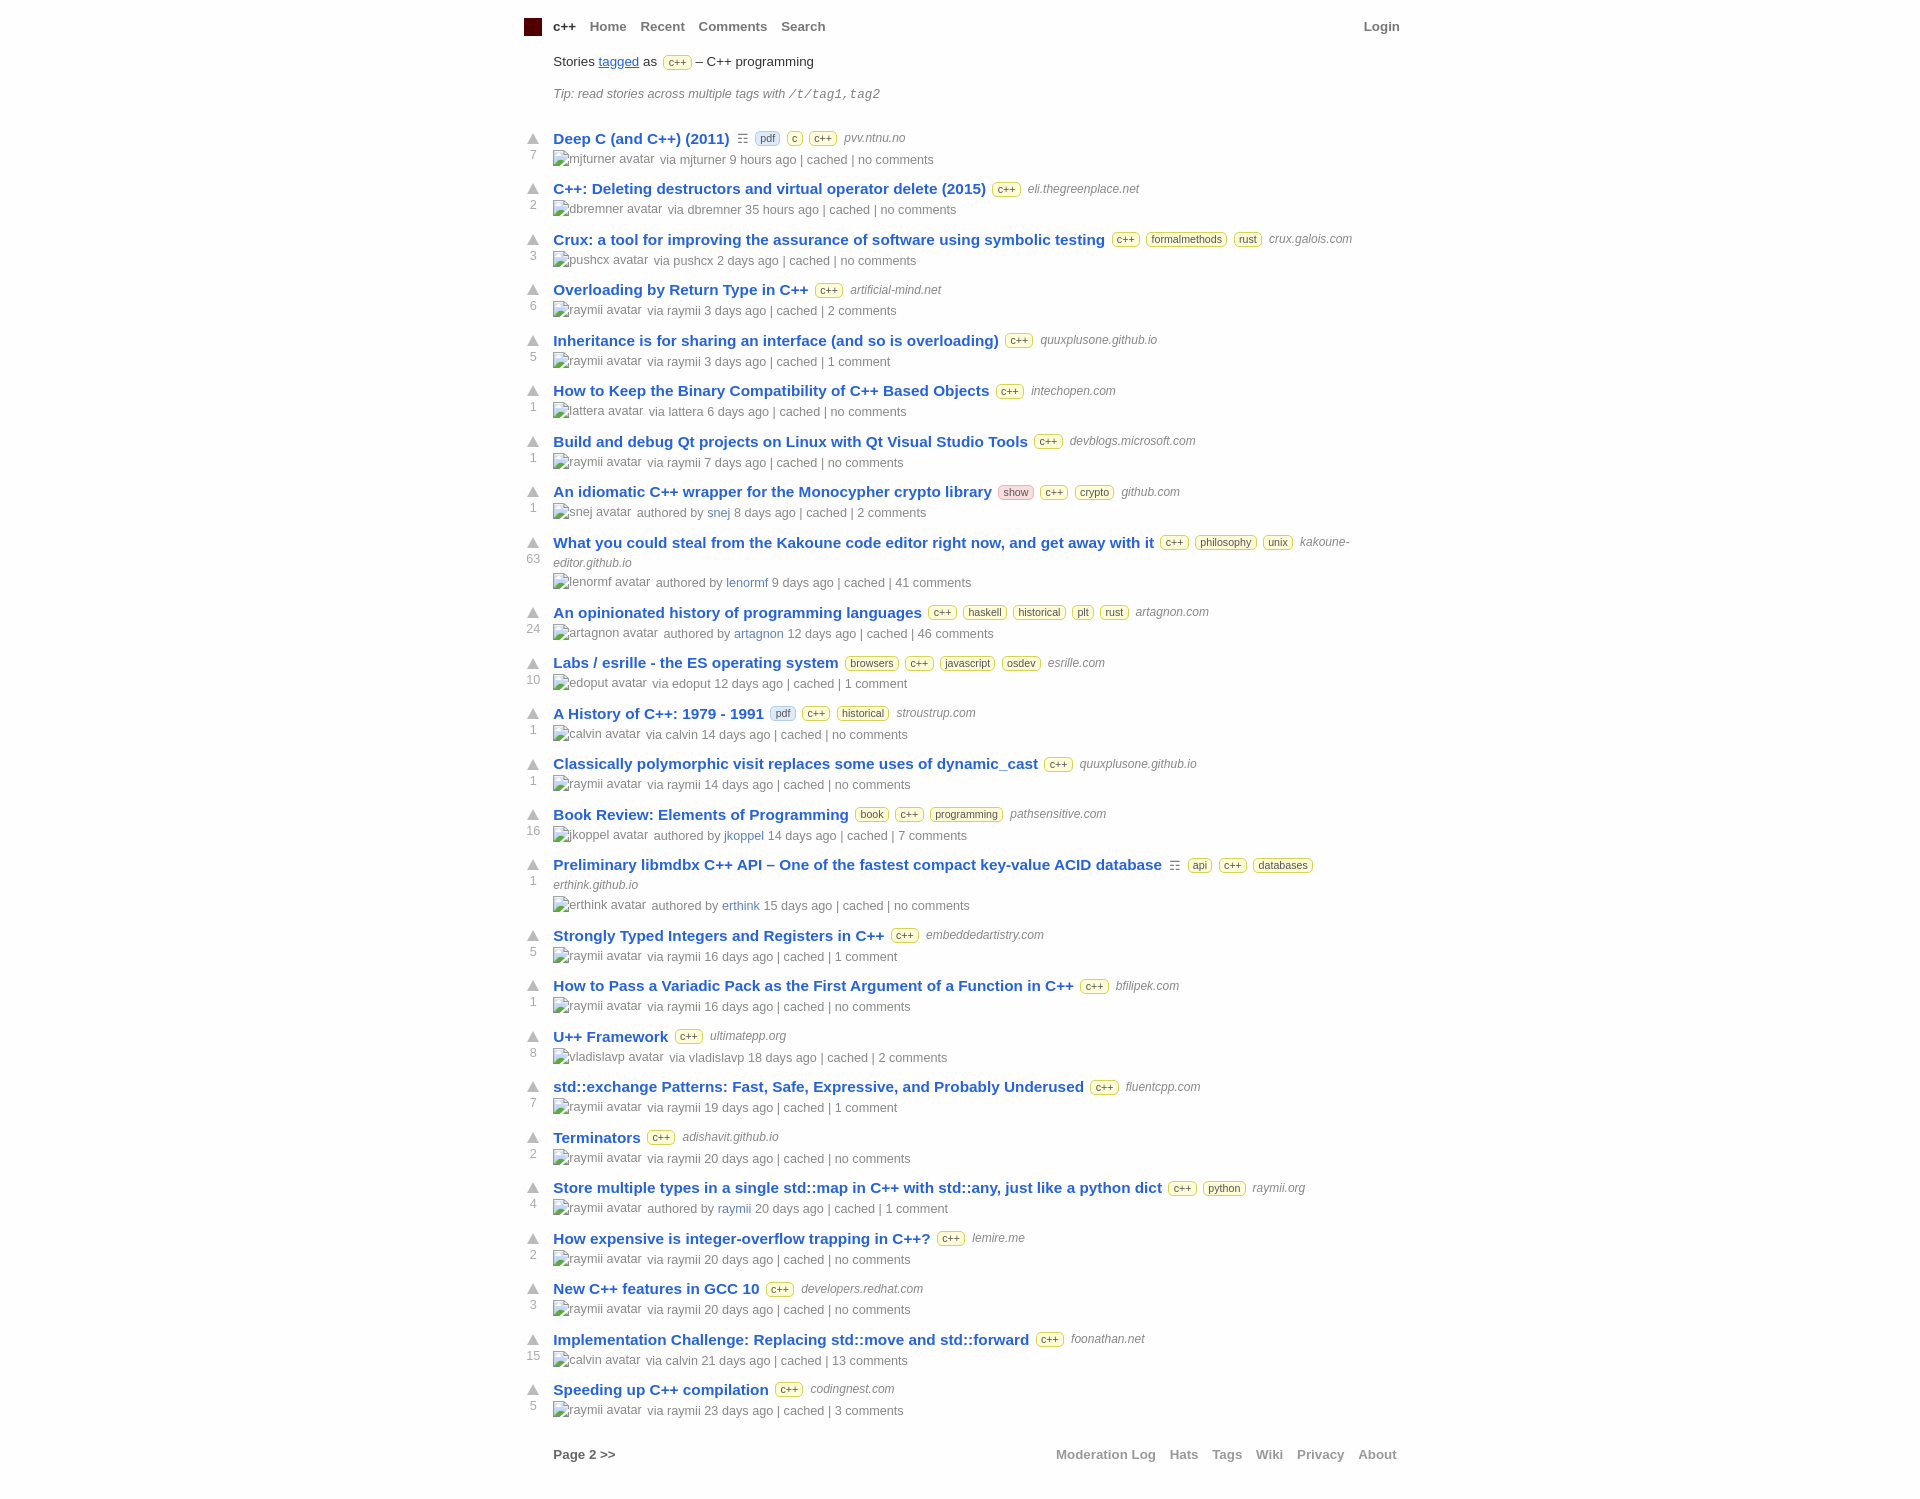 c++ Home Recent Comments Search Login
Stories tagged as c++ – C++ programming
Tip: read stories across multiple tags with /t/tag1,tag2
Deep C (and C++) (2011) ☶ pdf c c++ pvv.ntnu.no
7
mjturner avatar via mjturner 9 hours ago | cached | no comments
C++: Deleting destructors and virtual operator delete (2015) c++ eli.thegreenplace.net
2
dbremner avatar via dbremner 35 hours ago | cached | no comments
Crux: a tool for improving the assurance of software using symbolic testing c++ formalmethods rust crux.galois.com
3
pushcx avatar via pushcx 2 days ago | cached | no comments
Overloading by Return Type in C++ c++ artificial-mind.net
6
raymii avatar via raymii 3 days ago | cached | 2 comments
Inheritance is for sharing an interface (and so is overloading) c++ quuxplusone.github.io
5
raymii avatar via raymii 3 days ago | cached | 1 comment
How to Keep the Binary Compatibility of C++ Based Objects c++ intechopen.com
1
lattera avatar via lattera 6 days ago | cached | no comments
Build and debug Qt projects on Linux with Qt Visual Studio Tools c++ devblogs.microsoft.com
1
raymii avatar via raymii 7 days ago | cached | no comments
An idiomatic C++ wrapper for the Monocypher crypto library show c++ crypto github.com
1
snej avatar authored by snej 8 days ago | cached | 2 comments
What you could steal from the Kakoune code editor right now, and get away with it c++ philosophy unix kakoune-
63
editor.github.io
lenormf avatar authored by lenormf 9 days ago | cached | 41 comments
An opinionated history of programming languages c++ haskell historical plt rust artagnon.com
24
artagnon avatar authored by artagnon 12 days ago | cached | 46 comments
Labs / esrille - the ES operating system browsers c++ javascript osdev esrille.com
10
edoput avatar via edoput 12 days ago | cached | 1 comment
A History of C++: 1979 - 1991 pdf c++ historical stroustrup.com
1
calvin avatar via calvin 14 days ago | cached | no comments
Classically polymorphic visit replaces some uses of dynamic_cast c++ quuxplusone.github.io
1
raymii avatar via raymii 14 days ago | cached | no comments
Book Review: Elements of Programming book c++ programming pathsensitive.com
16
jkoppel avatar authored by jkoppel 14 days ago | cached | 7 comments
Preliminary libmdbx C++ API – One of the fastest compact key-value ACID database ☶ api c++ databases
1
erthink.github.io
erthink avatar authored by erthink 15 days ago | cached | no comments
Strongly Typed Integers and Registers in C++ c++ embeddedartistry.com
5
raymii avatar via raymii 16 days ago | cached | 1 comment
How to Pass a Variadic Pack as the First Argument of a Function in C++ c++ bfilipek.com
1
raymii avatar via raymii 16 days ago | cached | no comments
U++ Framework c++ ultimatepp.org
8
vladislavp avatar via vladislavp 18 days ago | cached | 2 comments
std::exchange Patterns: Fast, Safe, Expressive, and Probably Underused c++ fluentcpp.com
7
raymii avatar via raymii 19 days ago | cached | 1 comment
Terminators c++ adishavit.github.io
2
raymii avatar via raymii 20 days ago | cached | no comments
Store multiple types in a single std::map in C++ with std::any, just like a python dict c++ python raymii.org
4
raymii avatar authored by raymii 20 days ago | cached | 1 comment
How expensive is integer-overflow trapping in C++? c++ lemire.me
2
raymii avatar via raymii 20 days ago | cached | no comments
New C++ features in GCC 10 c++ developers.redhat.com
3
raymii avatar via raymii 20 days ago | cached | no comments
Implementation Challenge: Replacing std::move and std::forward c++ foonathan.net
15
calvin avatar via calvin 21 days ago | cached | 13 comments
Speeding up C++ compilation c++ codingnest.com
5
raymii avatar via raymii 23 days ago | cached | 3 comments
Page 2 >> Moderation Log Hats Tags Wiki Privacy About